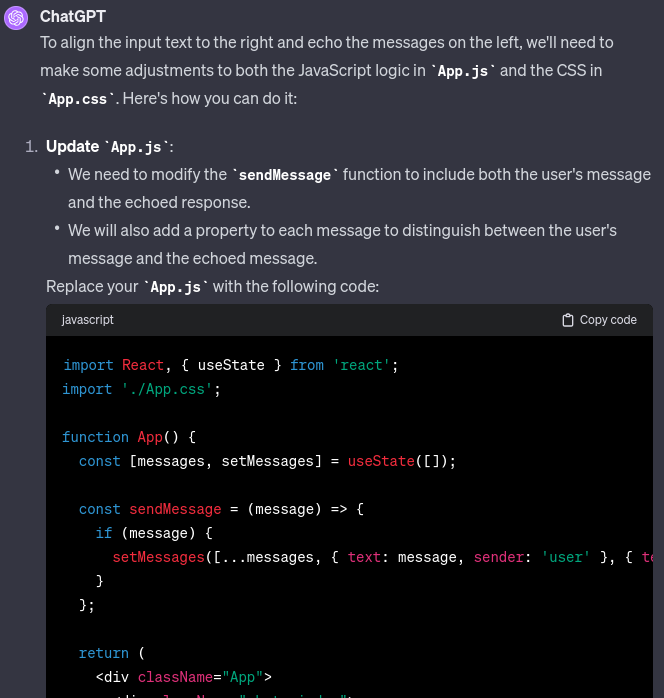 ChatGPT
To align the input text to the right and echo the messages on the left, we'll need to
make some adjustments to both the JavaScript logic in `App.js` and the CSS in
`App.css`. Here's how you can do it:
1. Update `App.js`:
• We need to modify the `sendMessage` function to include both the user's message
and the echoed response.
• We will also add a property to each message to distinguish between the user's
message and the echoed message.
Replace your `App.js` with the following code:
javascript Copy code
import React, { useState } from 'react';
import './App.css';
function App() {
const [messages, setMessages] = useState([]);
const sendMessage = (message) => {
if (message) {
setMessages([...messages, { text: message, sender: 'user' }, {
}
};
return (
<div className="App">